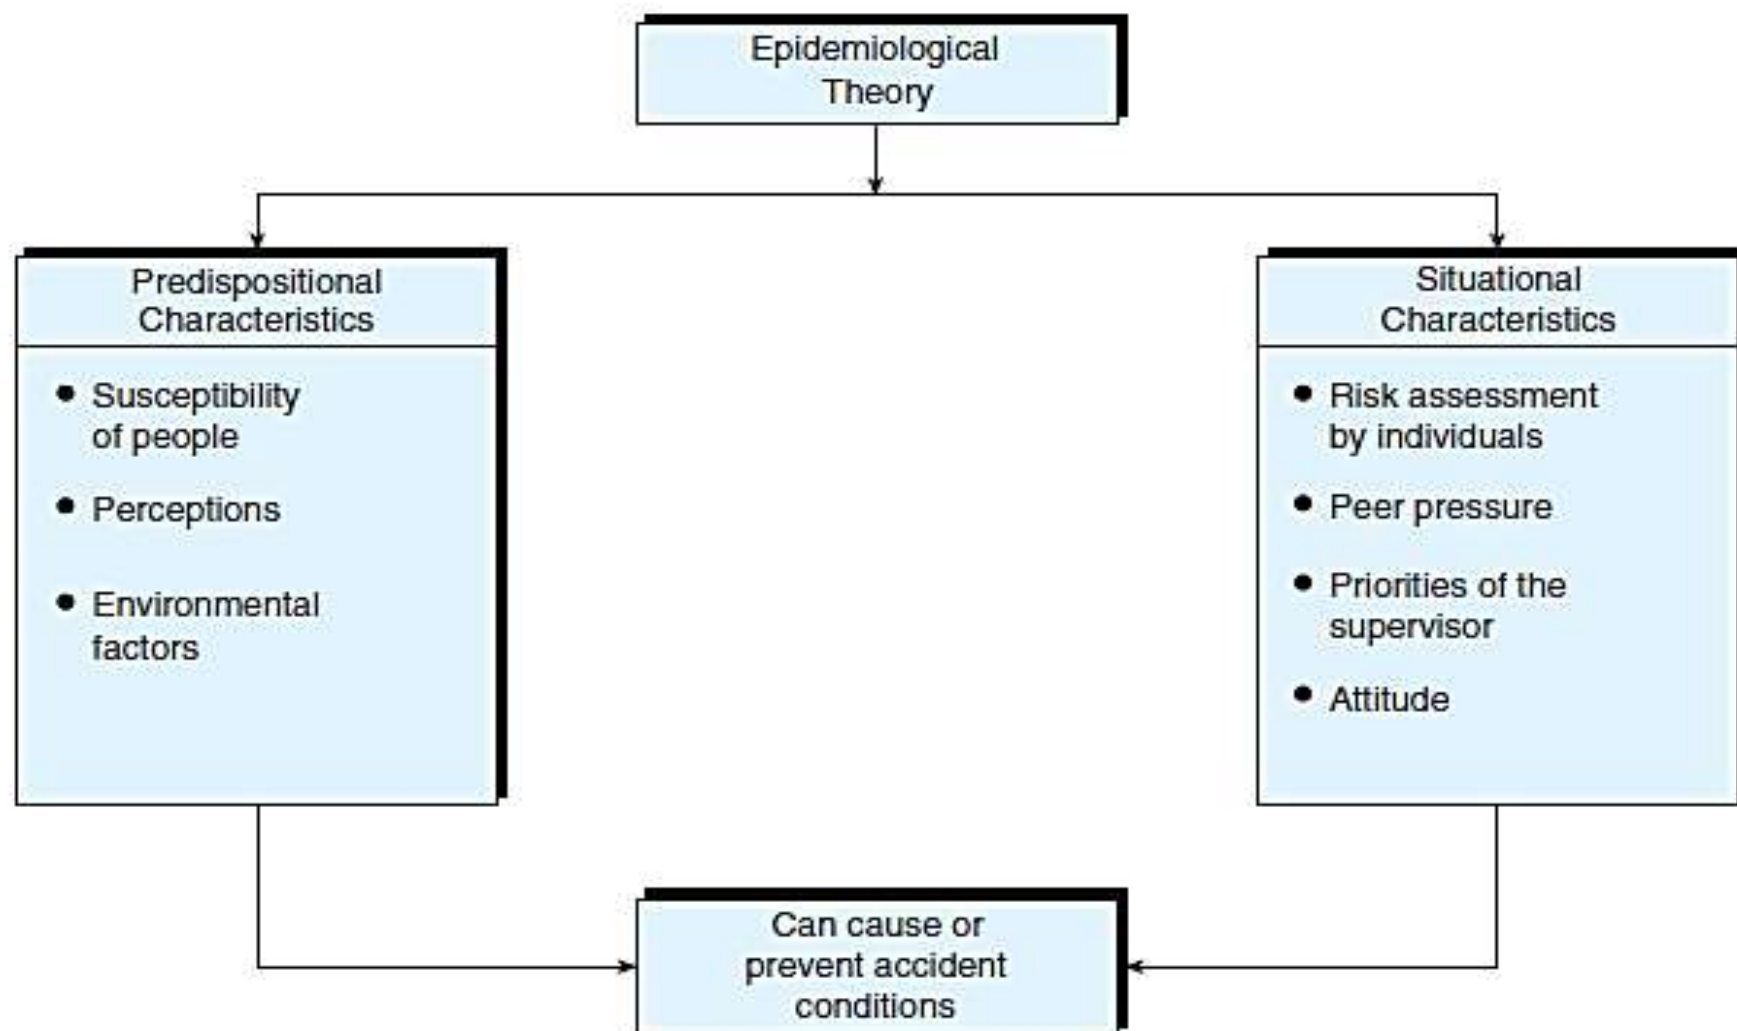 Epidemiological
Theory
Predispositional
Characteristics
• Susceptibility
of people
• Perceptions
• Environmental
factors
Situational
Characteristics
• Risk assessment
by individuals
• Peer pressure
• Priorities of the
supervisor
• Attitude
Can cause or
prevent accident
conditions